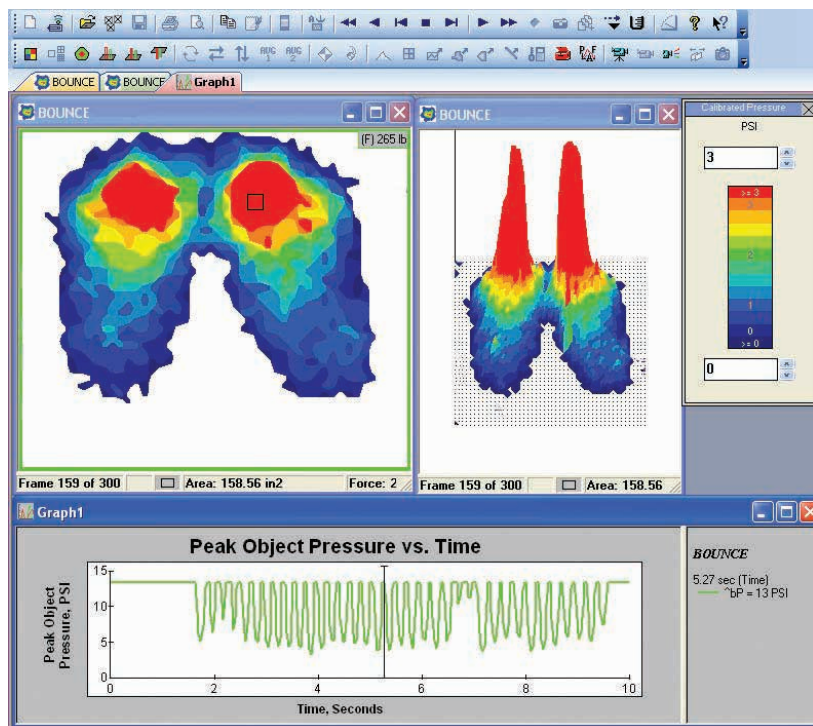 BOUNCE
BOUNCE
Graph1
BOUNCE
(F) 265 lb
Frame 159 of 300
Area: 158.56 in2
Force: 2
BOUNCE
Frame 159 of 300
Area: 158.56
Calibrated Pressure
PSI
3
>= 3
3
2
1
0
>= 0
0
Graph1
Peak Object Pressure vs. Time
Peak Object
Pressure, PSI
15
10
5
0
0
2
4
6
8
10
Time, Seconds
BOUNCE
5.27 sec (Time)
^bP = 13 PSI